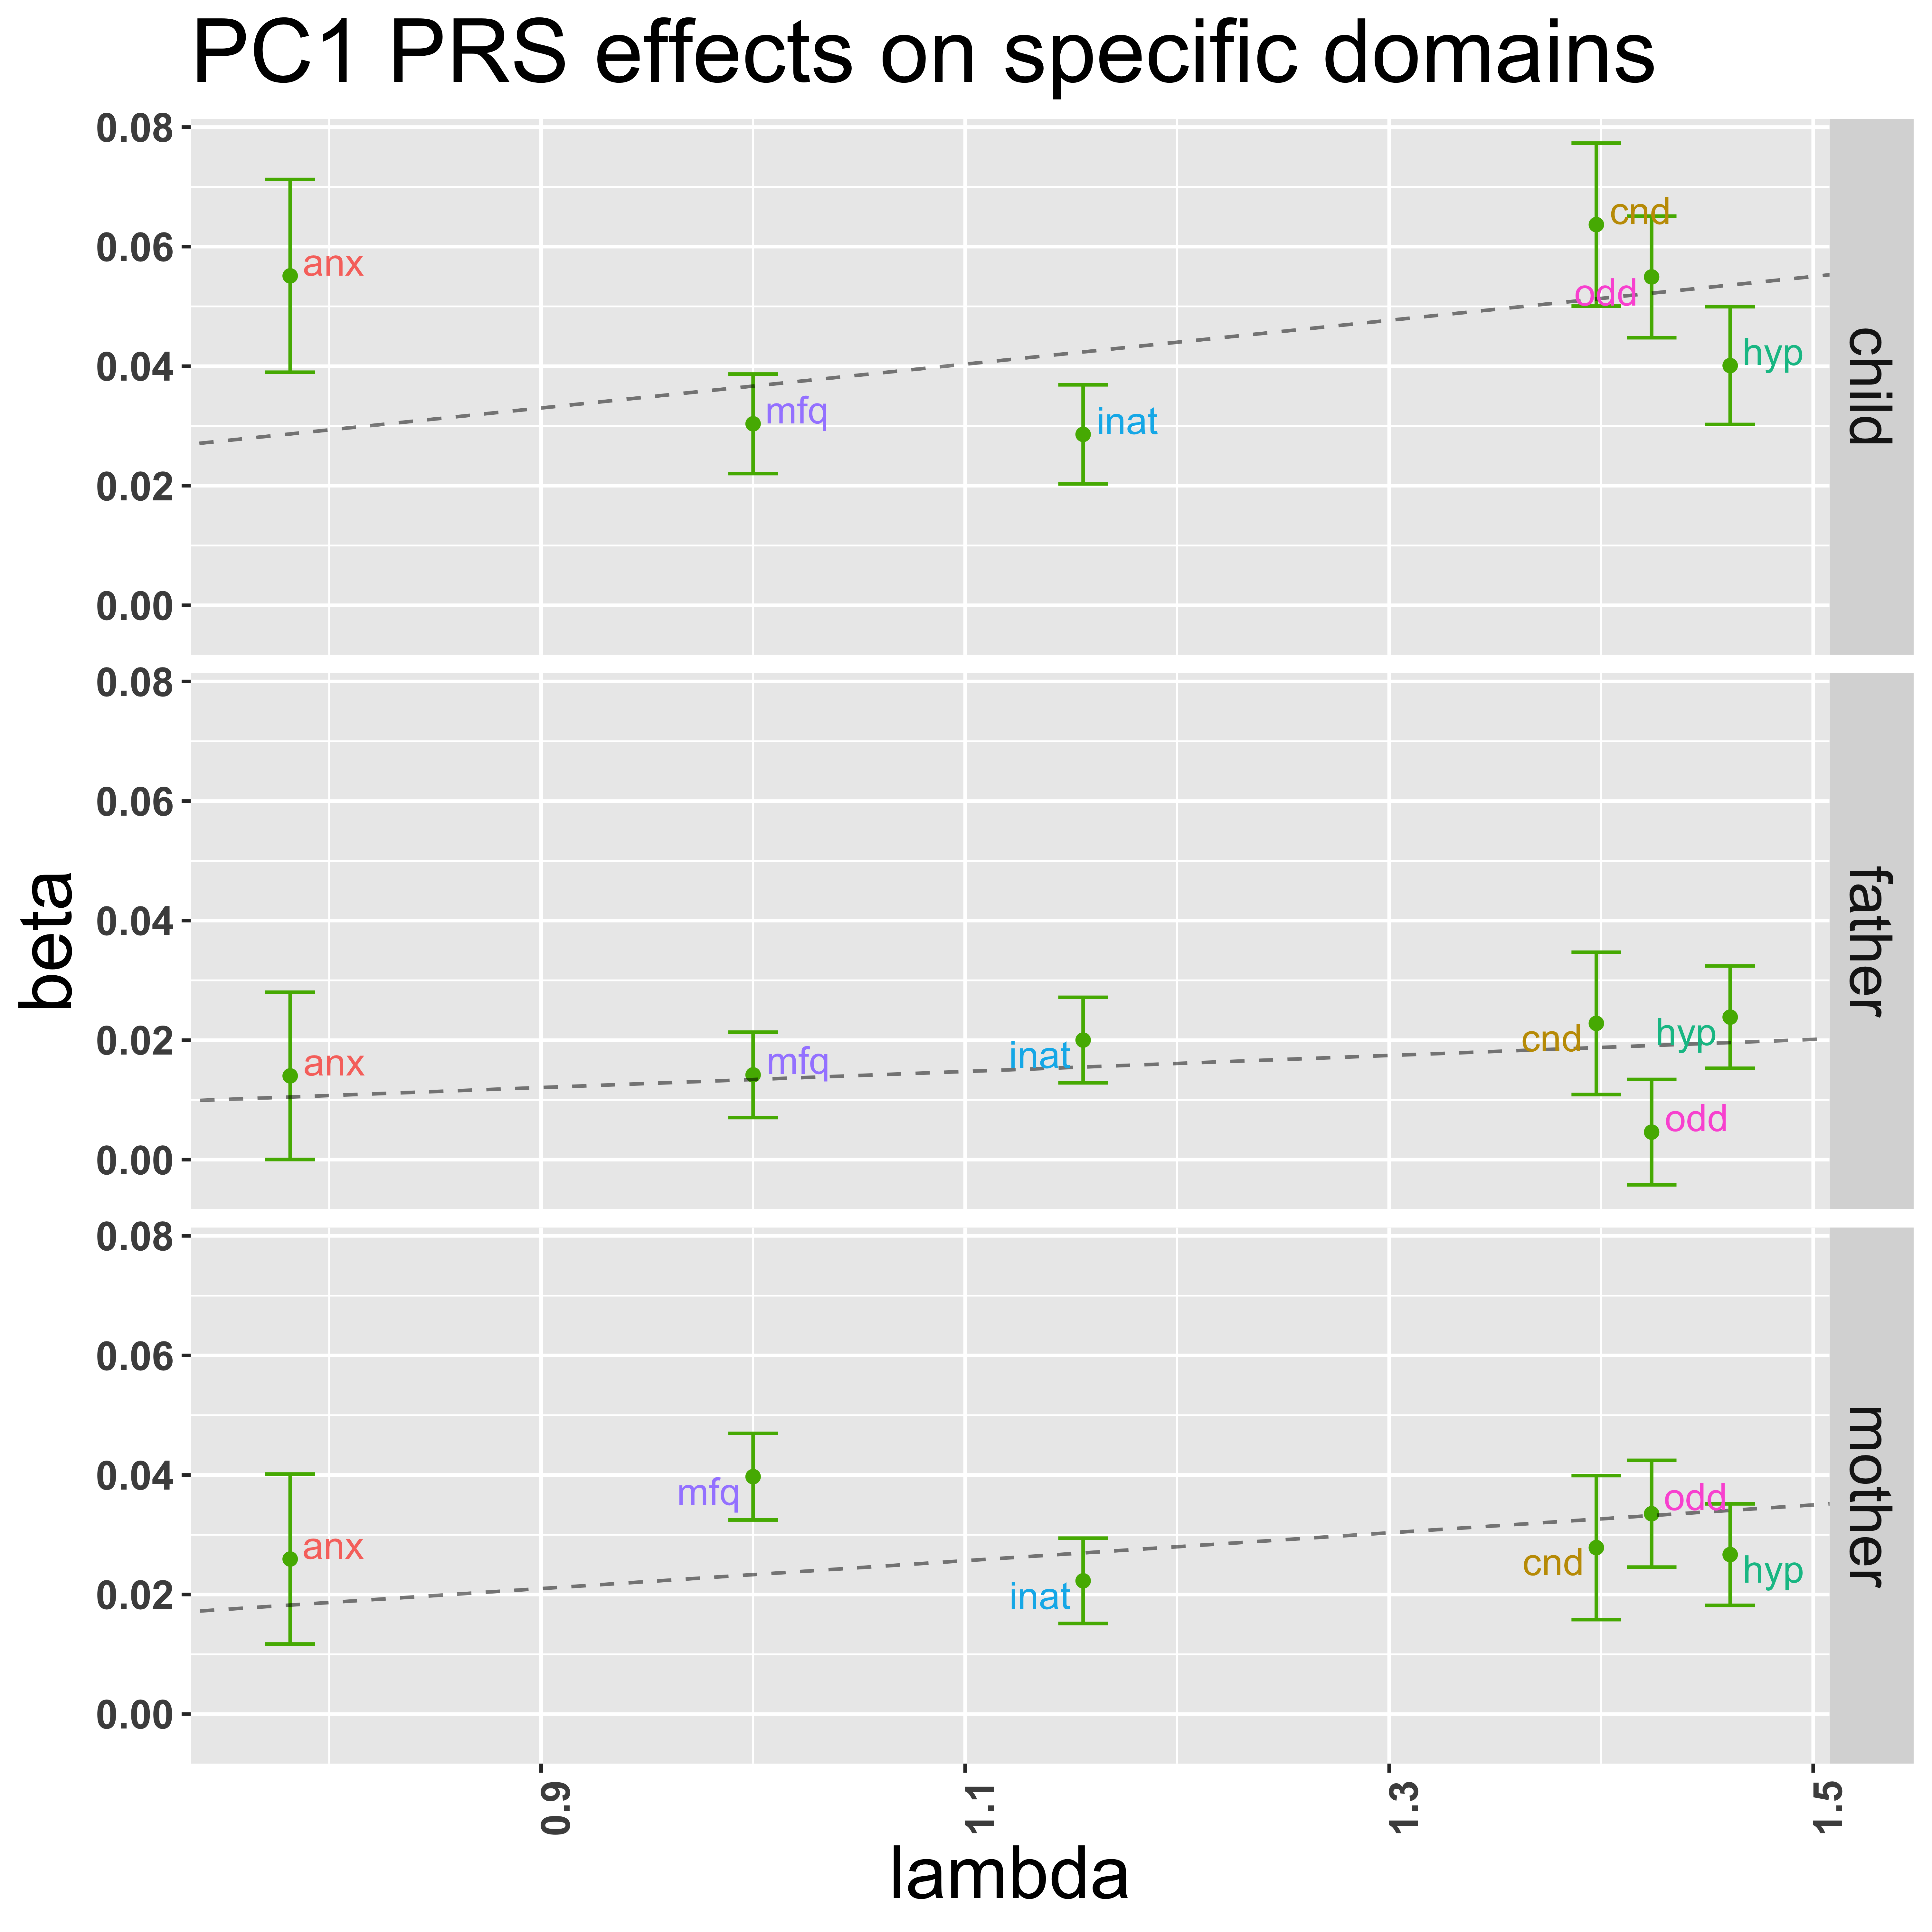 PC1 PRS effects on specific domains
0.08
0.06
0.04
0.02
0.00
anx
mfq
inat
cnd
odd
hyp
child
0.08
0.06
0.04
0.02
0.00
anx
mfq
inat
cnd
hyp
odd
father
0.08
0.06
0.04
0.02
0.00
anx
mfq
inat
cnd
odd
hyp
mother
beta
0.9
1.1
1.3
1.5
lambda